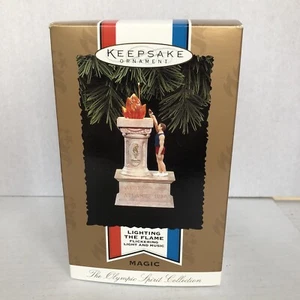 KEEPSAKE
ORNAMENT
LIGHTING
THE FLAME
FLICKERING
LIGHT AND MUSIC
MAGIC
The Olympic Spirit Collection